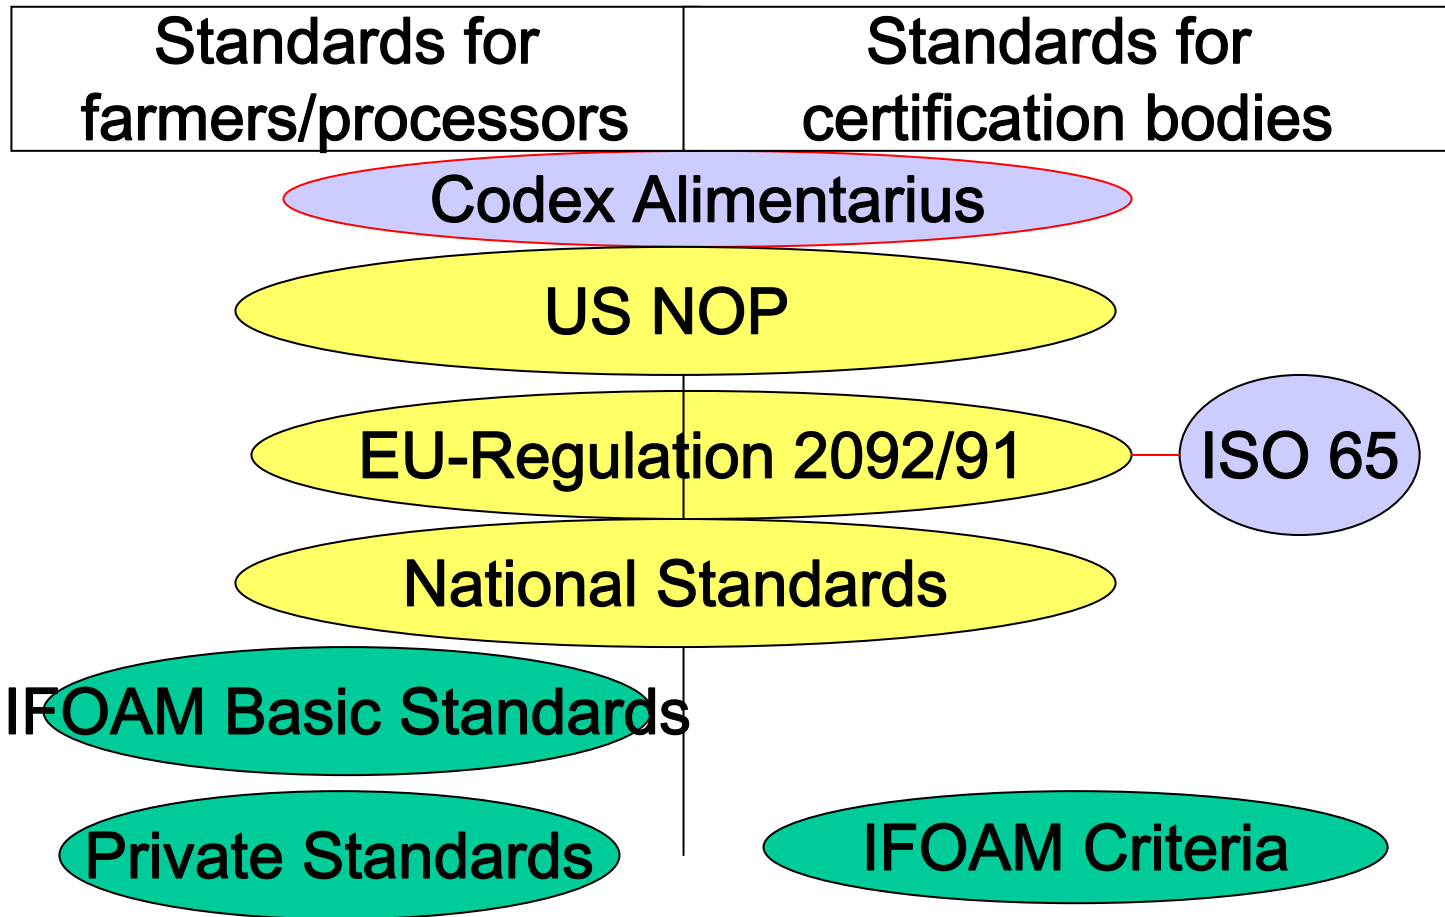 Standards for
farmers/processors
Standards for
certification bodies
Codex Alimentarius
US NOP
EU-Regulation 2092/91
ISO 65
National Standards
IFOAM Basic Standards
Private Standards
IFOAM Criteria